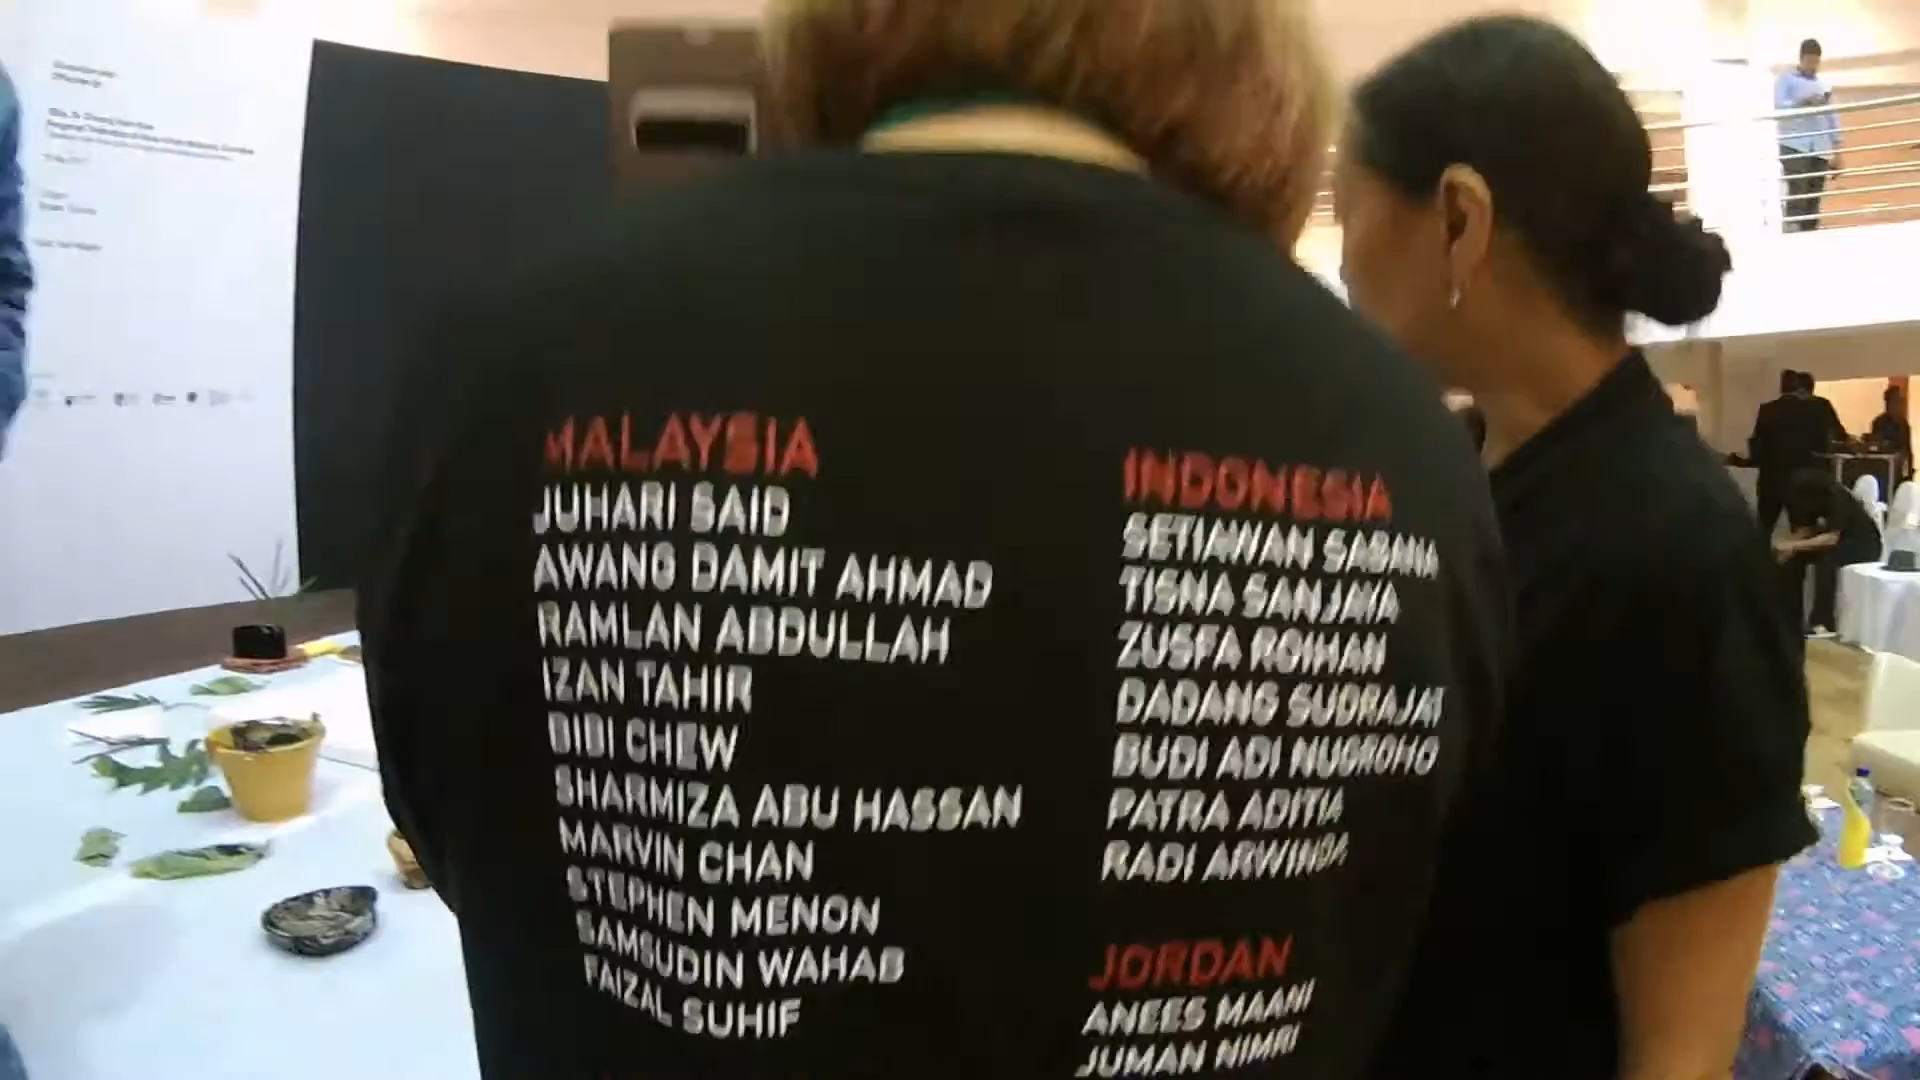 MALAYSIA
JUHARI SAID
AWANG DAMIT AHMAD
RAMLAN ABDULLAH
IZAN TAHIR
BIBI CHEW
SHARMIZA ABU HASSAN
MARVIN CHAN
STEPHEN MENON
SAMSUDIN WAHAB
FAIZAL SUHIF
INDONESIA
SETIAWAN SABANA
TISNA SANJAYA
ZUSFA ROIHAN
DADANG SUDRAJAT
BUDI ADI NUGROHO
PATRA ADITIA
RADI ARWINDA
JORDAN
ANEES MAANI
JUMAN NIMRI